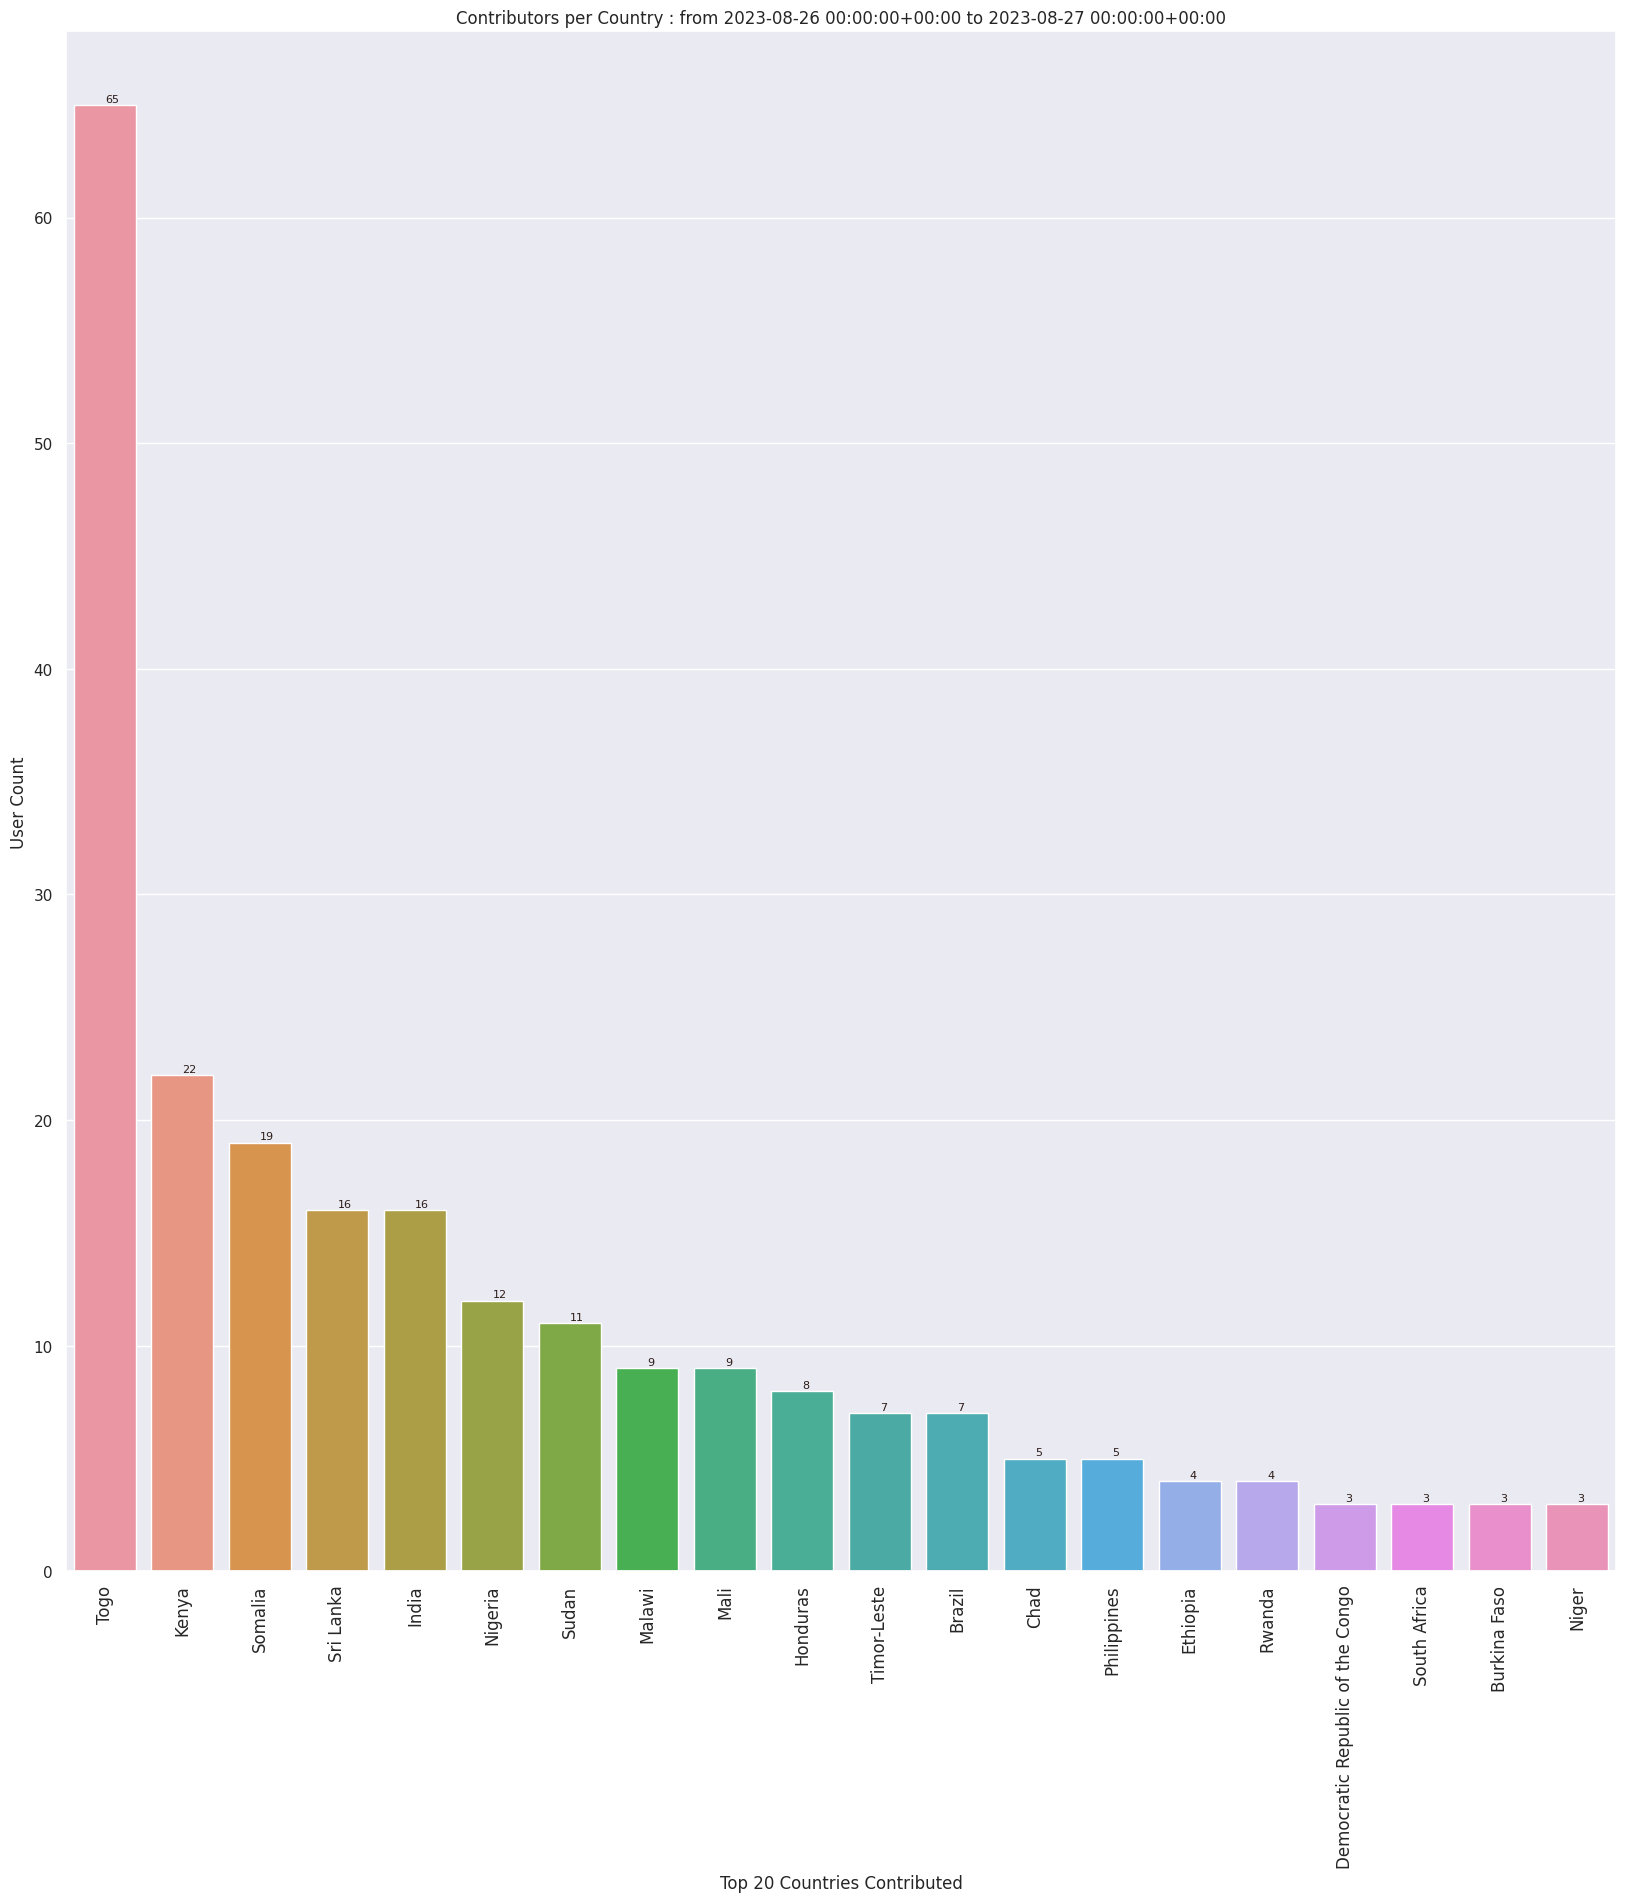 Contributors per Country : from 2023-08-26 00:00:00+00:00 to 2023-08-27 00:00:00+00:00
User Count
60
50
40
30
20
10
0
65
22
19
16
16
12
11
9
9
8
7
7
5
5
4
4
3
3
3
3
Togo
Kenya
Somalia
Sri Lanka
India
Nigeria
Sudan
Malawi
Mali
Honduras
Timor-Leste
Brazil
Chad
Philippines
Ethiopia
Rwanda
Democratic Republic of the Congo
South Africa
Burkina Faso
Niger
Top 20 Countries Contributed